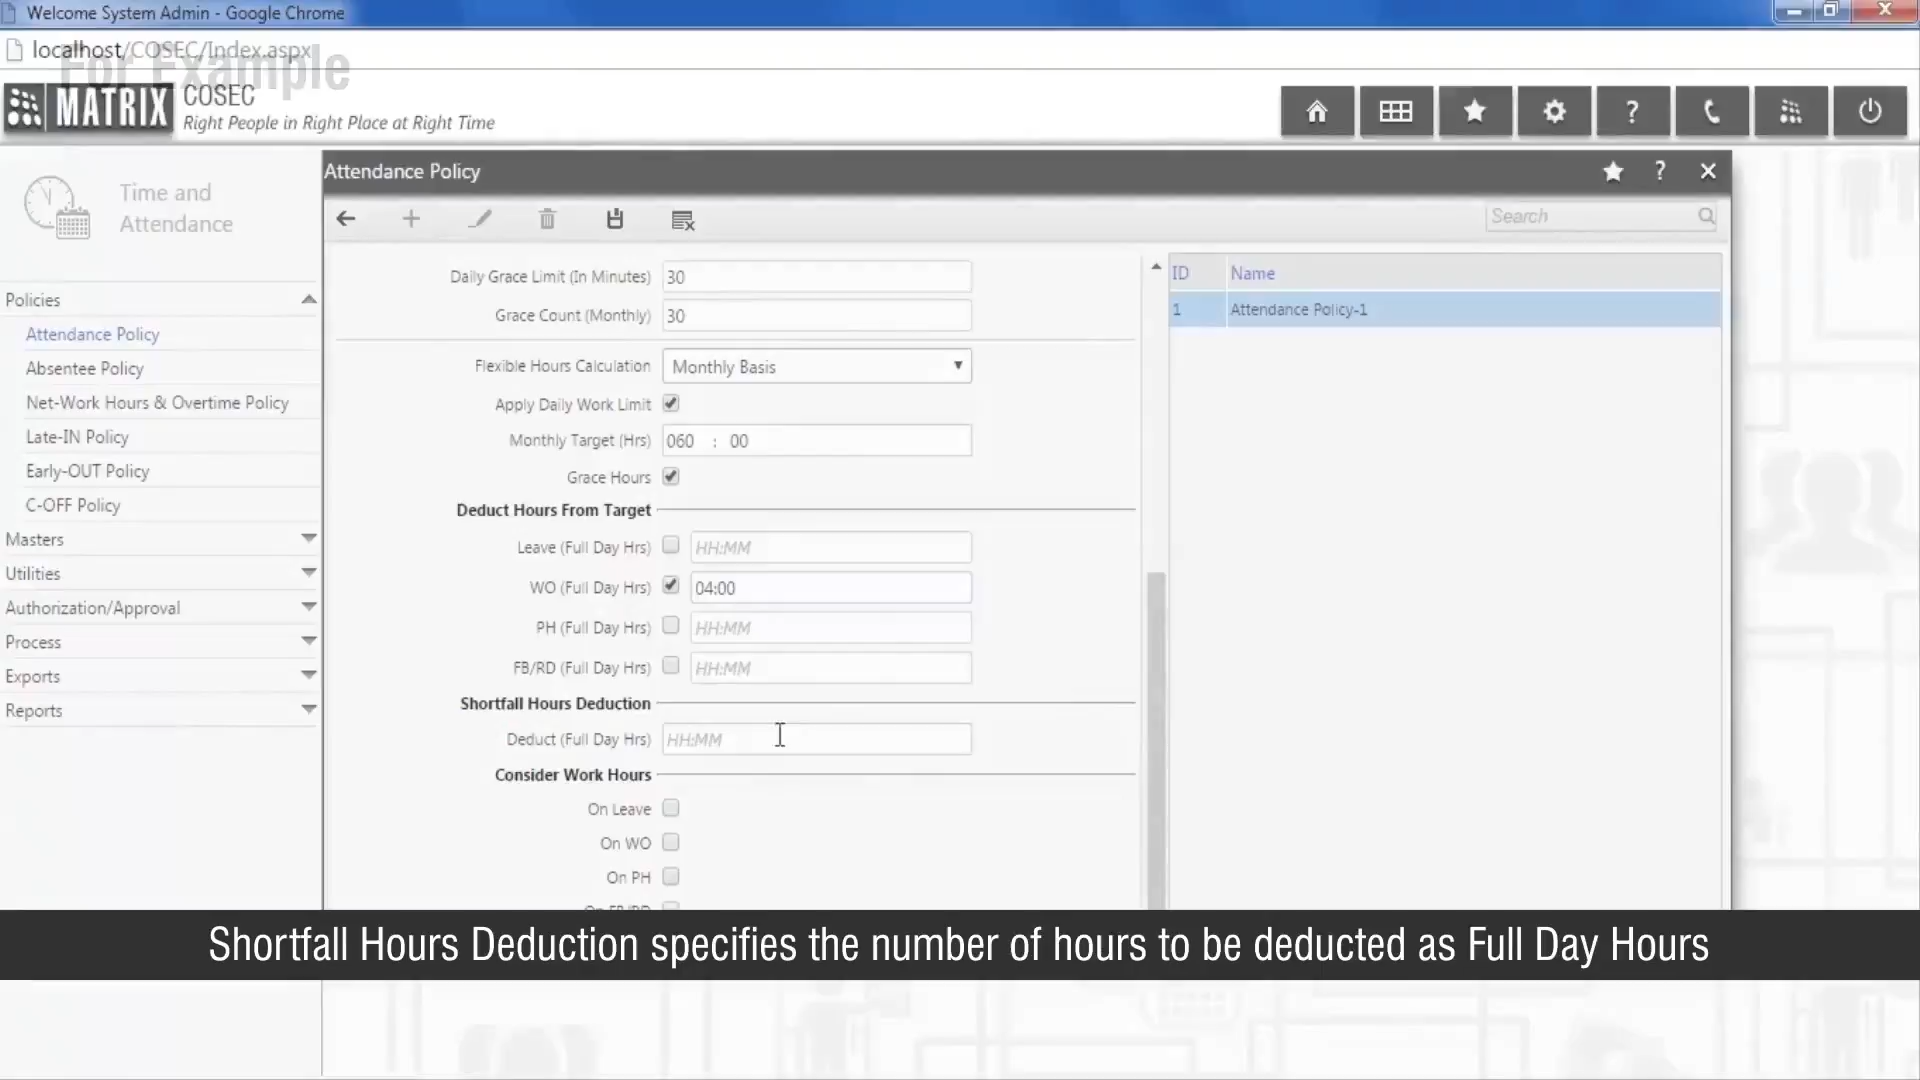 Welcome System Admin - Google Chrome
localhost/COSEC/Index.aspx
For Example
MATRIX
COSEC
Right People in Right Place at Right Time
Time and
Attendance
Attendance Policy
Search
Policies
Attendance Policy
Absentee Policy
Net-Work Hours & Overtime Policy
Late-IN Policy
Early-OUT Policy
C-OFF Policy
Masters
Utilities
Authorization/Approval
Process
Exports
Reports
Daily Grace Limit (In Minutes) 30
Grace Count (Monthly) 30
Flexible Hours Calculation Monthly Basis
Apply Daily Work Limit
Monthly Target (Hrs) 060 : 00
Grace Hours
Deduct Hours From Target
Leave (Full Day Hrs) HH:MM
WO (Full Day Hrs) 04:00
PH (Full Day Hrs) HH:MM
FB/RD (Full Day Hrs) HH:MM
Shortfall Hours Deduction
Deduct (Full Day Hrs) HH:MM
Consider Work Hours
On Leave
On WO
On PH
On FB/RD
ID Name
1 Attendance Policy-1
Shortfall Hours Deduction specifies the number of hours to be deducted as Full Day Hours